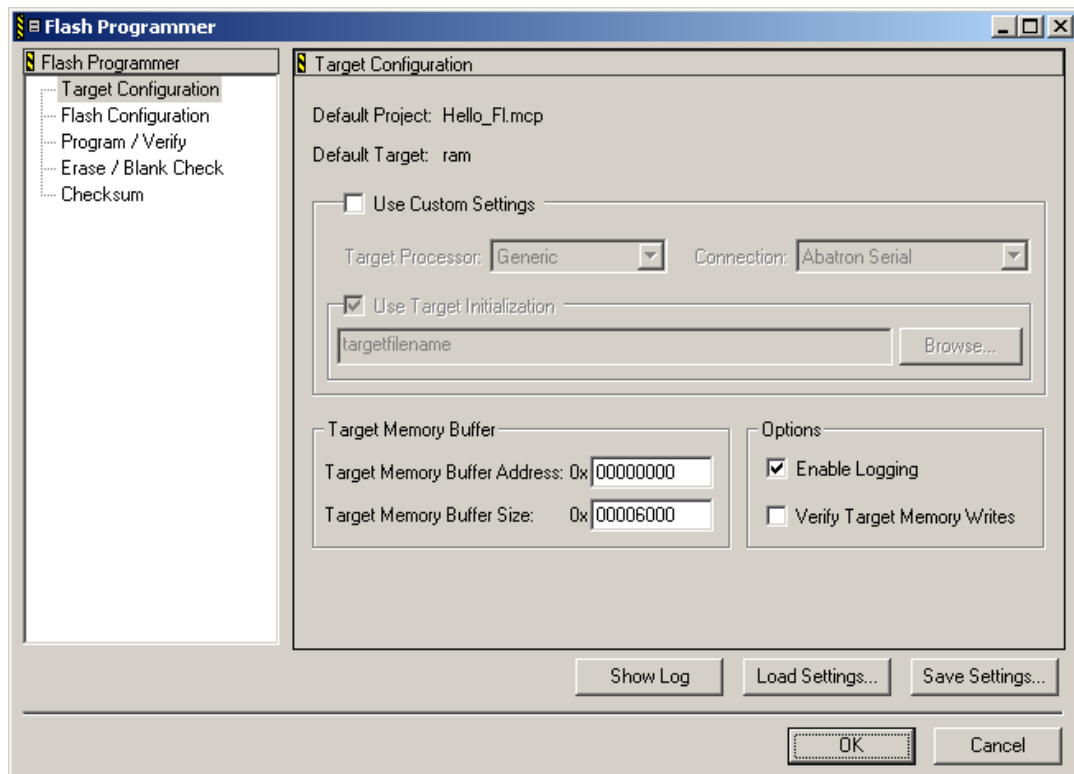 Flash Programmer
Flash Programmer
Target Configuration
Flash Configuration
Program / Verify
Erase / Blank Check
Checksum
Target Configuration
Default Project: Hello_Fl.mcp
Default Target: ram
Use Custom Settings
Target Processor: Generic Connection: Abatron Serial
Use Target Initialization
targetfilename Browse...
Target Memory Buffer
Target Memory Buffer Address: 0x 00000000
Target Memory Buffer Size: 0x 00006000
Options
Enable Logging
Verify Target Memory Writes
Show Log Load Settings... Save Settings...
OK Cancel